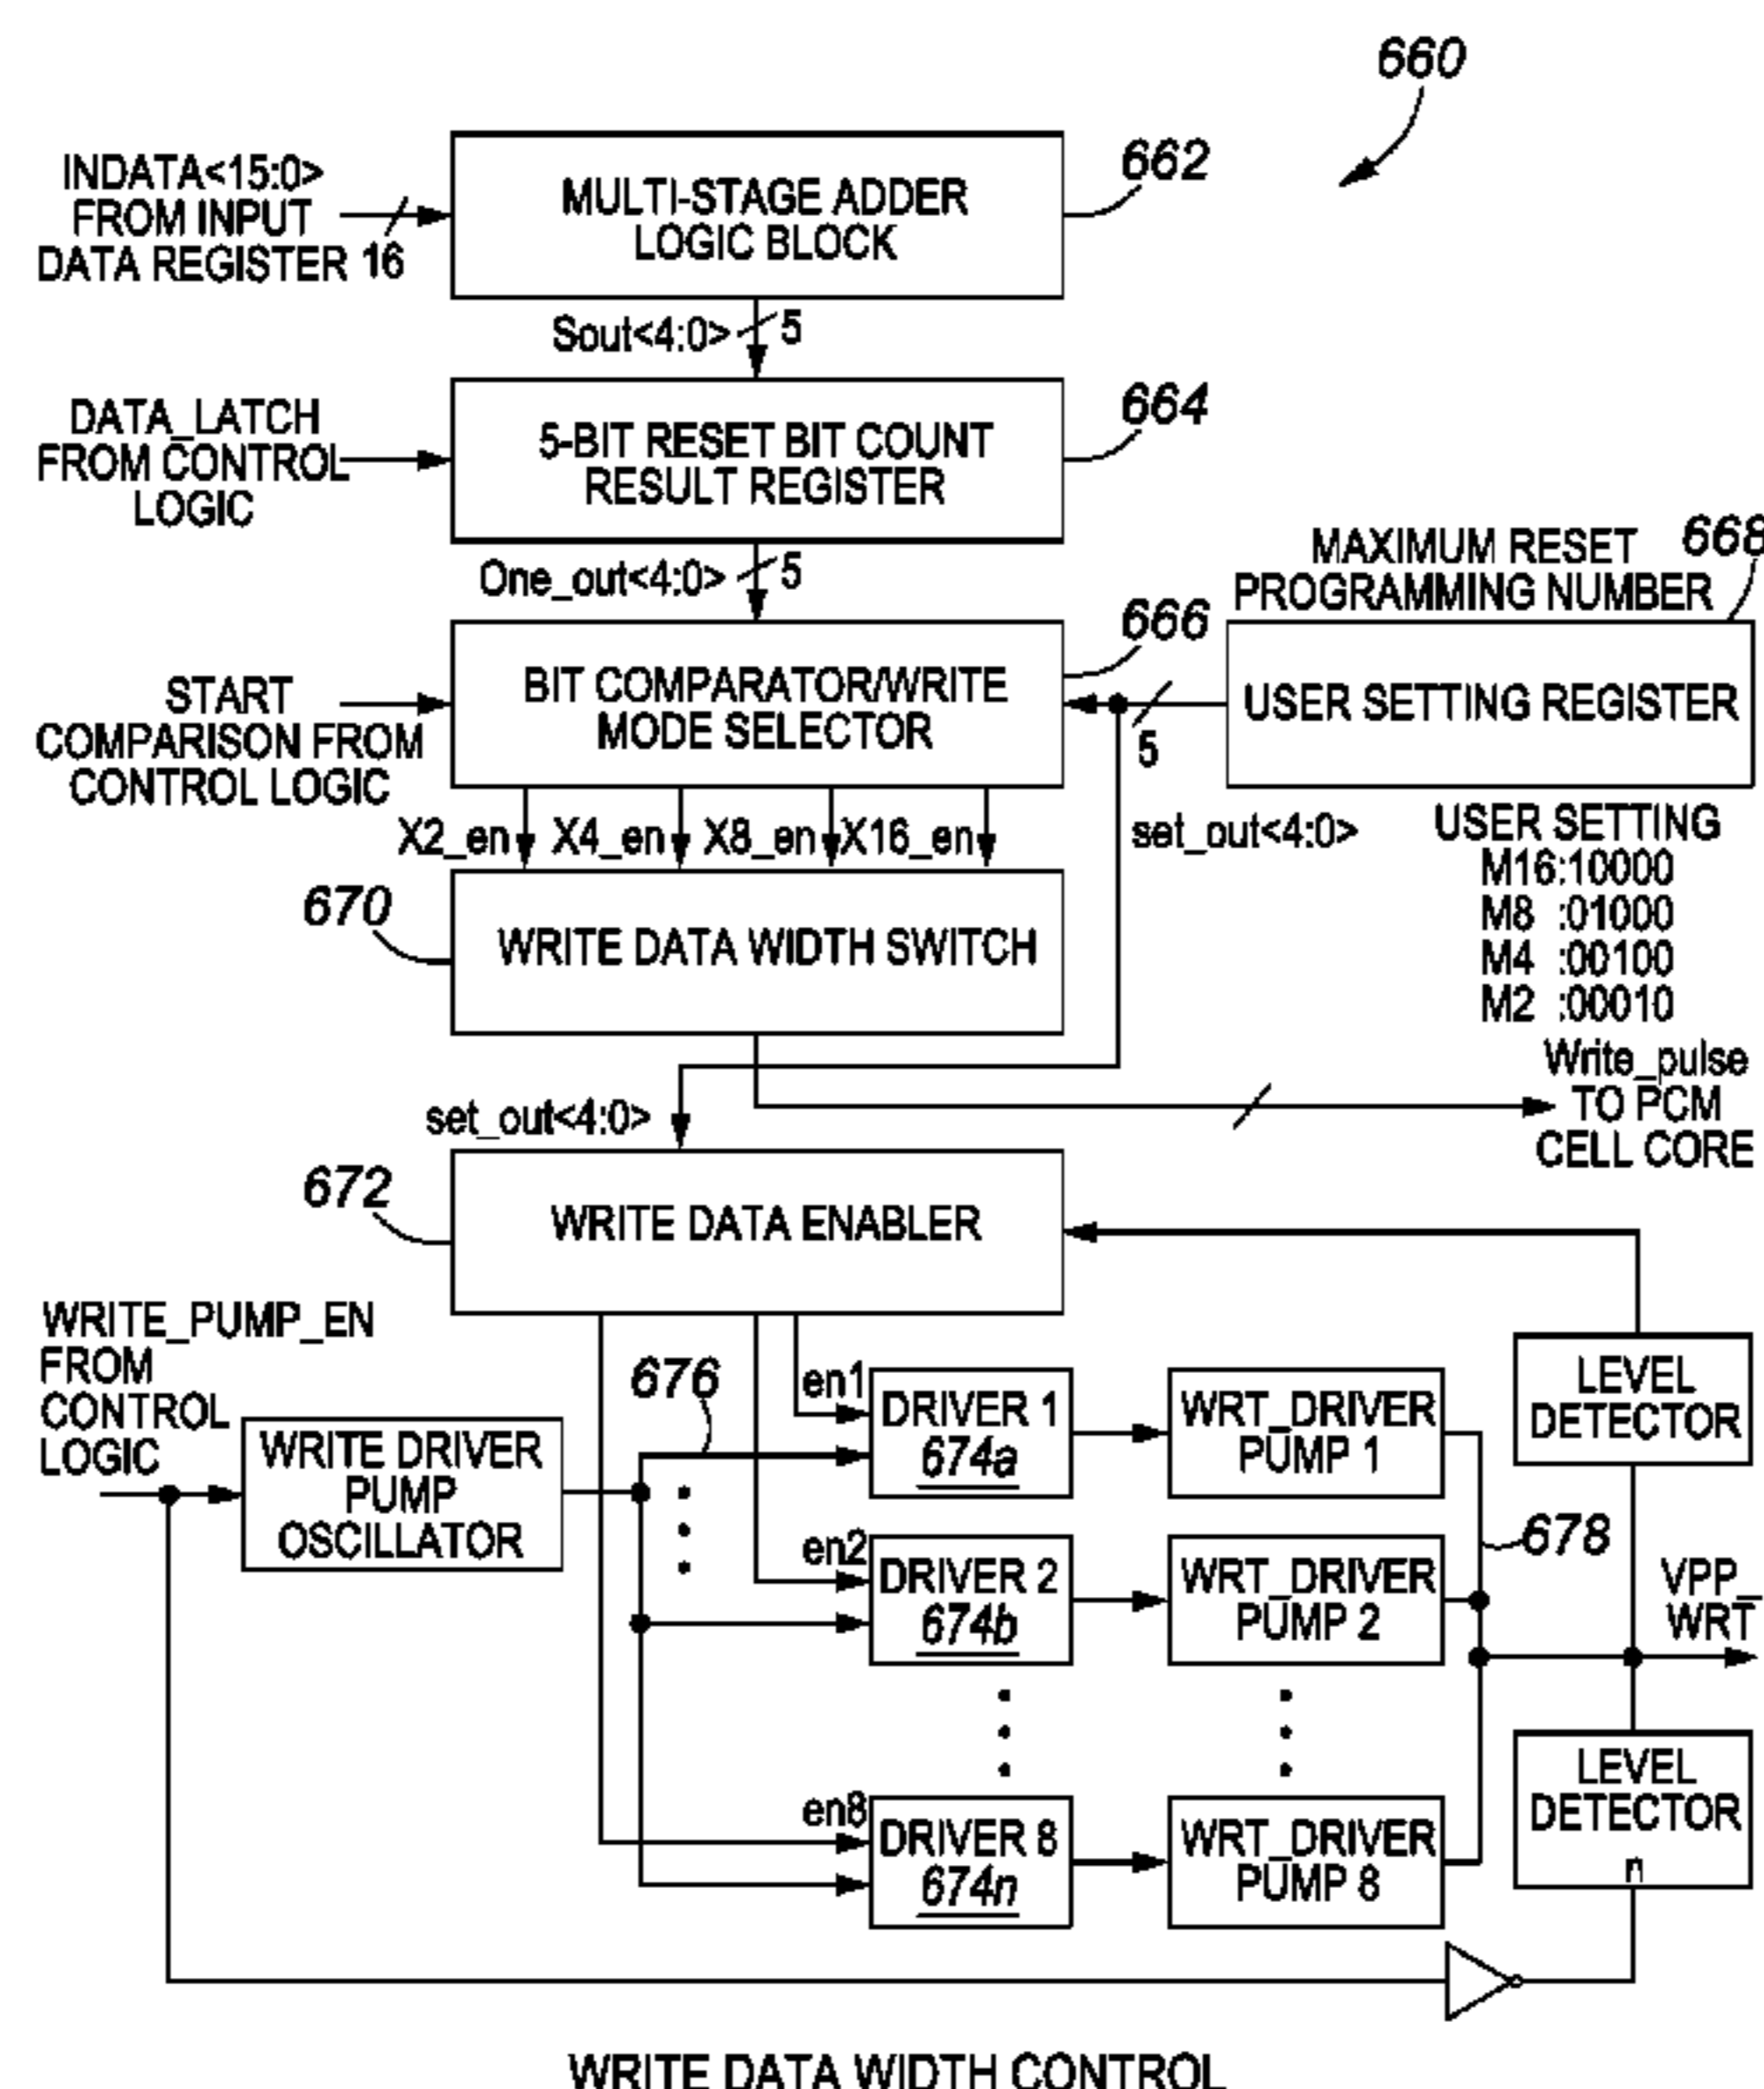 660
INDATA<15:0>
FROM INPUT
DATA REGISTER 16
MULTI-STAGE ADDER
LOGIC BLOCK
662
Sout<4:0>
5
DATA_LATCH
FROM CONTROL
LOGIC
5-BIT RESET BIT COUNT
RESULT REGISTER
664
One_out<4:0>
5
MAXIMUM RESET
PROGRAMMING NUMBER
668
START
COMPARISON FROM
CONTROL LOGIC
BIT COMPARATOR/WRITE
MODE SELECTOR
666
5
USER SETTING REGISTER
X2_en
X4_en
X8_en
X16_en
set_out<4:0>
USER SETTING
M16:10000
M8 :01000
M4 :00100
M2 :00010
670
WRITE DATA WIDTH SWITCH
Write_pulse
TO PCM
CELL CORE
set_out<4:0>
672
WRITE DATA ENABLER
WRITE_PUMP_EN
FROM
CONTROL
LOGIC
WRITE DRIVER
PUMP
OSCILLATOR
676
en1
DRIVER 1
674a
WRT_DRIVER
PUMP 1
LEVEL
DETECTOR
en2
DRIVER 2
674b
WRT_DRIVER
PUMP 2
678
VPP_
WRT
en8
DRIVER 8
674n
WRT_DRIVER
PUMP 8
LEVEL
DETECTOR
n
WRITE DATA WIDTH CONTROL